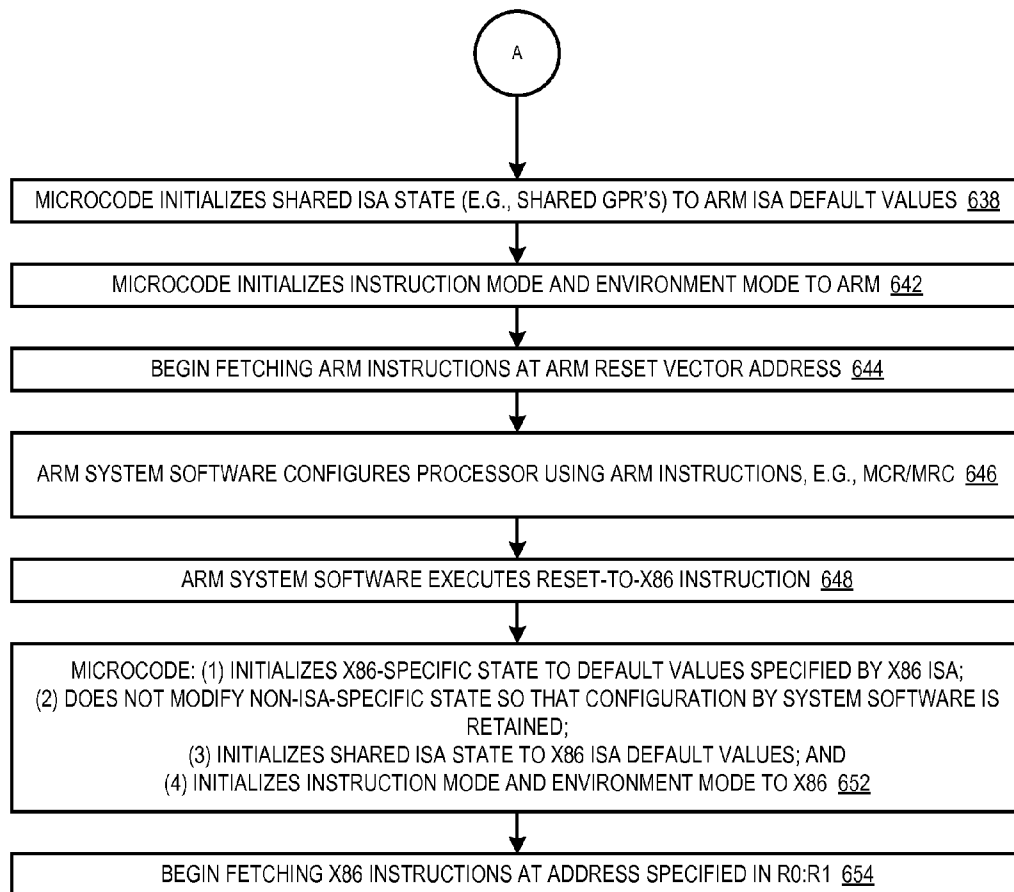 A
MICROCODE INITIALIZES SHARED ISA STATE (E.G., SHARED GPR'S) TO ARM ISA DEFAULT VALUES 638
MICROCODE INITIALIZES INSTRUCTION MODE AND ENVIRONMENT MODE TO ARM 642
BEGIN FETCHING ARM INSTRUCTIONS AT ARM RESET VECTOR ADDRESS 644
ARM SYSTEM SOFTWARE CONFIGURES PROCESSOR USING ARM INSTRUCTIONS, E.G., MCR/MRC 646
ARM SYSTEM SOFTWARE EXECUTES RESET-TO-X86 INSTRUCTION 648
MICROCODE: (1) INITIALIZES X86-SPECIFIC STATE TO DEFAULT VALUES SPECIFIED BY X86 ISA;
(2) DOES NOT MODIFY NON-ISA-SPECIFIC STATE SO THAT CONFIGURATION BY SYSTEM SOFTWARE IS
RETAINED;
(3) INITIALIZES SHARED ISA STATE TO X86 ISA DEFAULT VALUES; AND
(4) INITIALIZES INSTRUCTION MODE AND ENVIRONMENT MODE TO X86 652
BEGIN FETCHING X86 INSTRUCTIONS AT ADDRESS SPECIFIED IN R0:R1 654